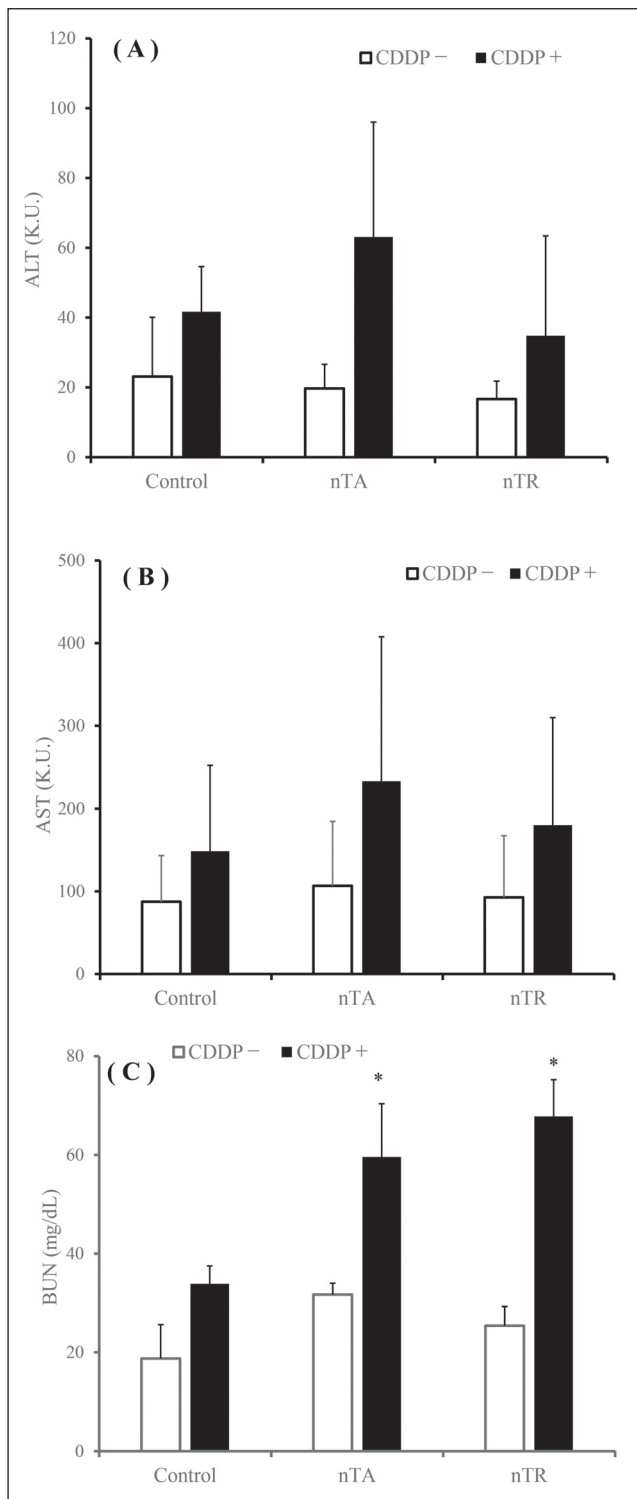 ( A )
CDDP − CDDP +
120
100
80
60
40
20
0
ALT (K.U.)
Control nTA nTR
( B )
CDDP − CDDP +
500
400
300
200
100
0
AST (K.U.)
Control nTA nTR
( C )
CDDP − CDDP +
80
60
40
20
0
BUN (mg/dL)
* *
Control nTA nTR